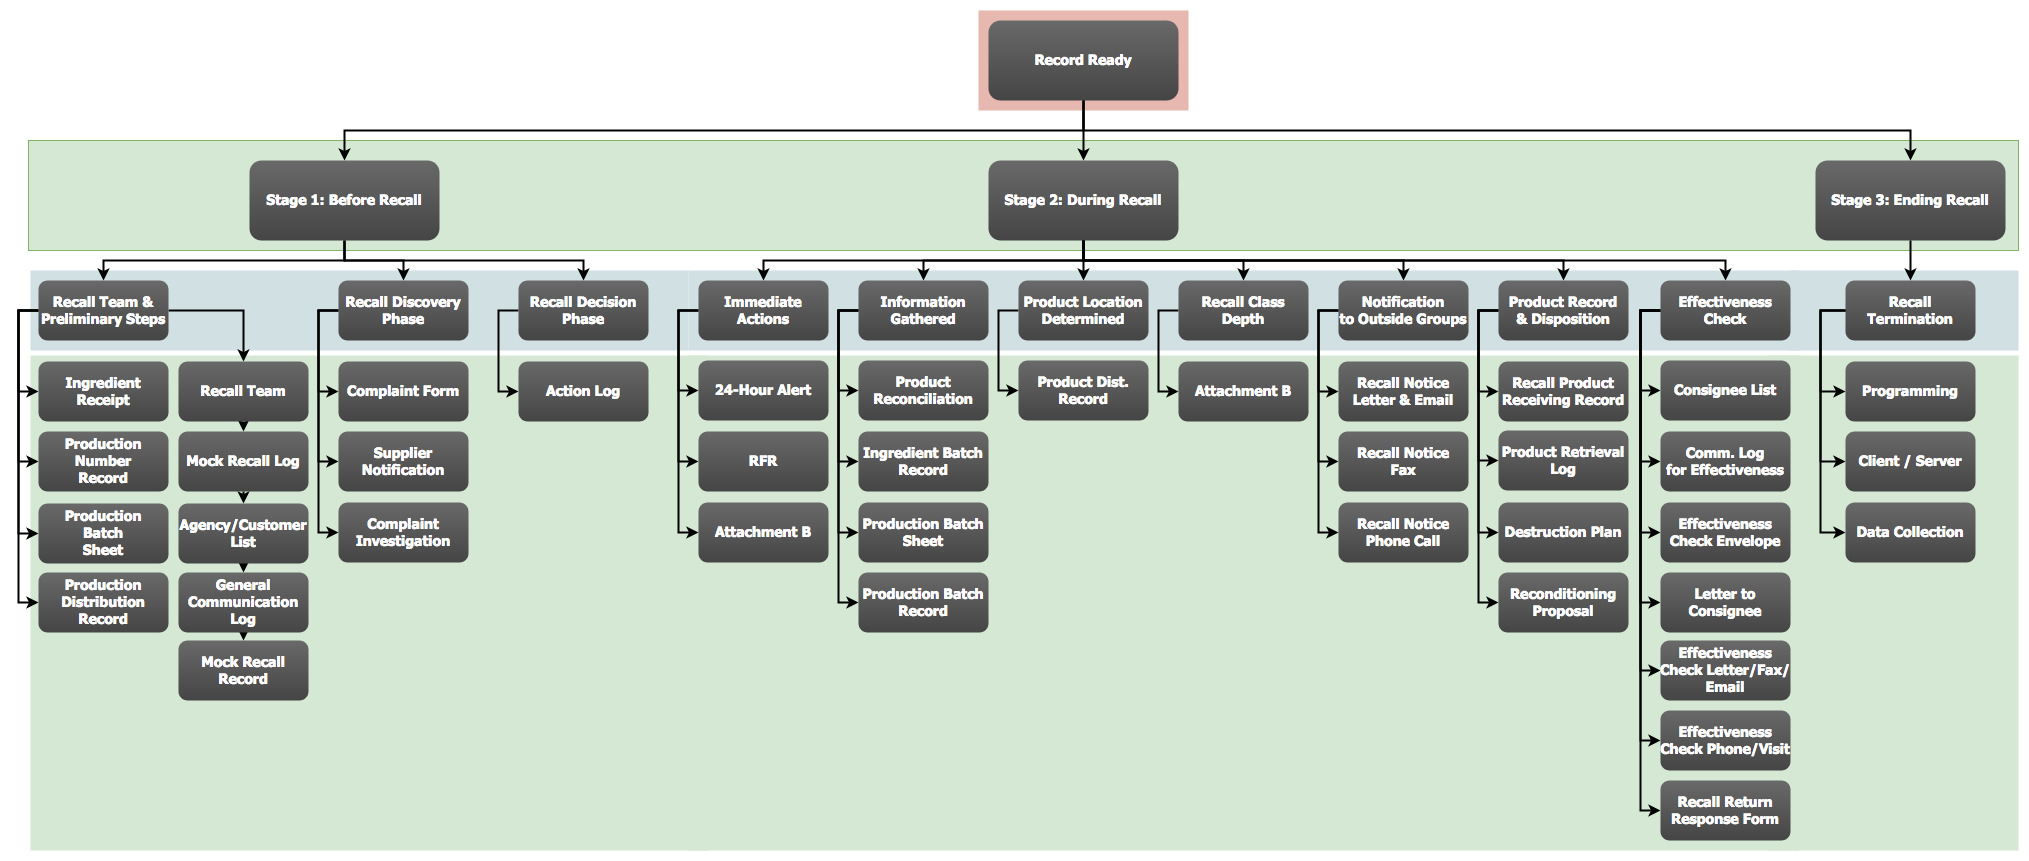 Record Ready
Stage 1: Before Recall
Stage 2: During Recall
Stage 3: Ending Recall
Recall Team &
Preliminary Steps
Recall Discovery
Phase
Recall Decision
Phase
Immediate
Actions
Information
Gathered
Product Location
Determined
Recall Class
Depth
Notification
to Outside Groups
Product Record
& Disposition
Effectiveness
Check
Recall
Termination
Ingredient
Receipt
Production
Number
Record
Production
Batch
Sheet
Production
Distribution
Record
Recall Team
Mock Recall Log
Agency/Customer
List
General
Communication
Log
Mock Recall
Record
Complaint Form
Supplier
Notification
Complaint
Investigation
Action Log
24-Hour Alert
RFR
Attachment B
Product
Reconciliation
Ingredient Batch
Record
Production Batch
Sheet
Production Batch
Record
Product Dist.
Record
Attachment B
Recall Notice
Letter & Email
Recall Notice
Fax
Recall Notice
Phone Call
Recall Product
Receiving Record
Product Retrieval
Log
Destruction Plan
Reconditioning
Proposal
Consignee List
Comm. Log
for Effectiveness
Effectiveness
Check Envelope
Letter to
Consignee
Effectiveness
Check Letter/Fax/
Email
Effectiveness
Check Phone/Visit
Recall Return
Response Form
Programming
Client / Server
Data Collection